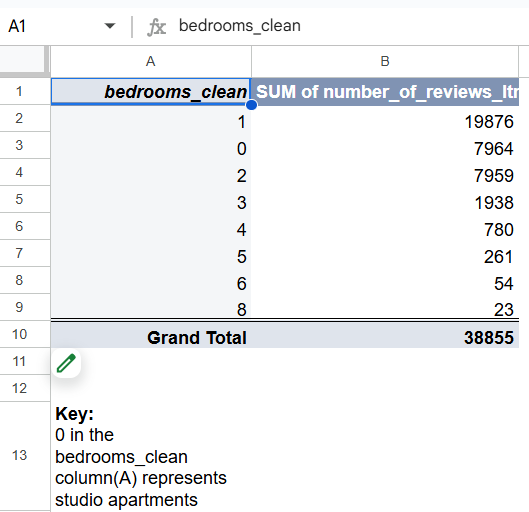 A1 fx bedrooms_clean
A B
1 bedrooms_clean SUM of number_of_reviews_ltm
2 1 19876
3 0 7964
4 2 7959
5 3 1938
6 4 780
7 5 261
8 6 54
9 8 23
10 Grand Total 38855
11
12
Key:
0 in the
13 bedrooms_clean
column(A) represents
studio apartments